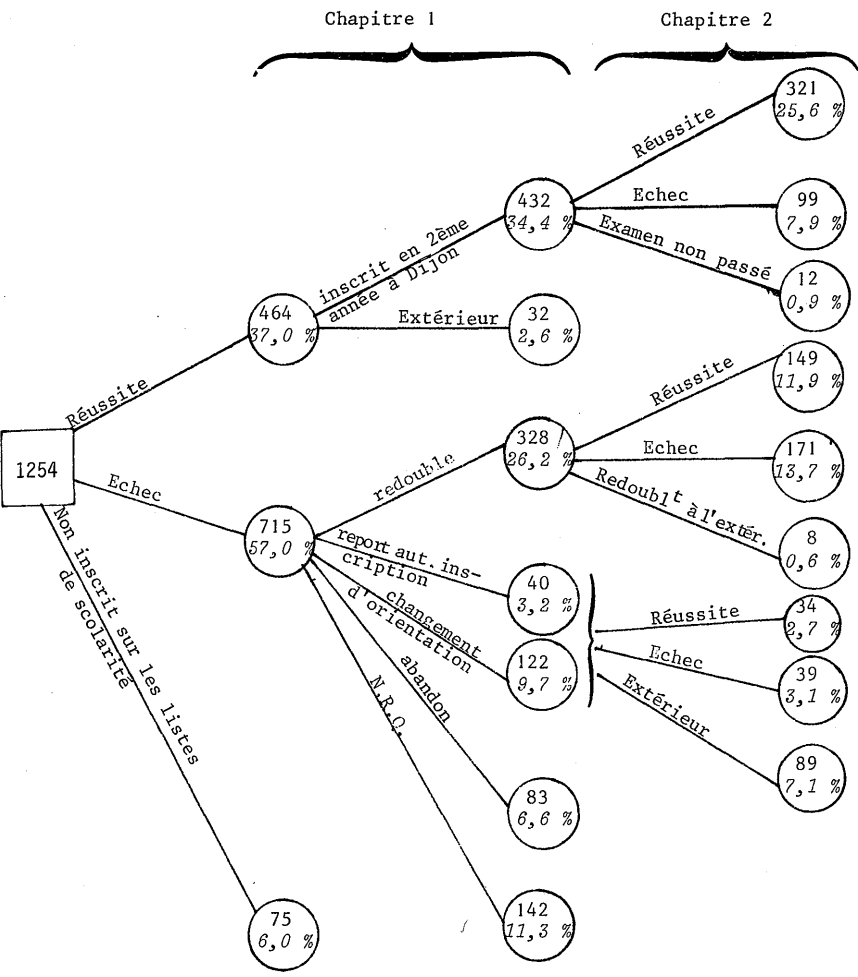 Chapitre 1
Chapitre 2
1254
Réussite
464
37,0 %
inscrit en 2ème
année à Dijon
432
34,4 %
Réussite
321
25,6 %
Echec
99
7,9 %
Examen non passé
12
0,9 %
Extérieur
32
2,6 %
Echec
715
57,0 %
redouble
328
26,2 %
Réussite
149
11,9 %
Echec
171
13,7 %
Redoublt à l'extér.
8
0,6 %
report aut. ins-
cription
40
3,2 %
changement
d'orientation
122
9,7 %
Réussite
34
2,7 %
Echec
39
3,1 %
Extérieur
89
7,1 %
abandon
83
6,6 %
N.R.Q.
142
11,3 %
Non inscrit sur les listes
de scolarité
75
6,0 %